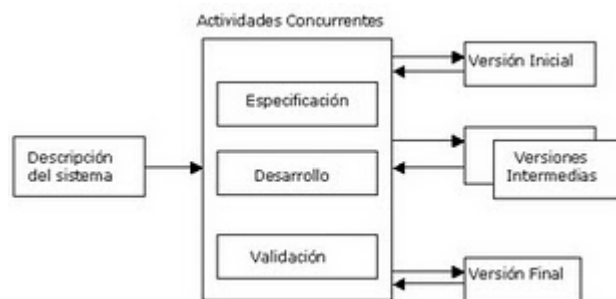 Actividades Concurrentes
Descripción
del sistema
Especificación
Desarrollo
Validación
Versión Inicial
Versiones
Intermedias
Versión Final